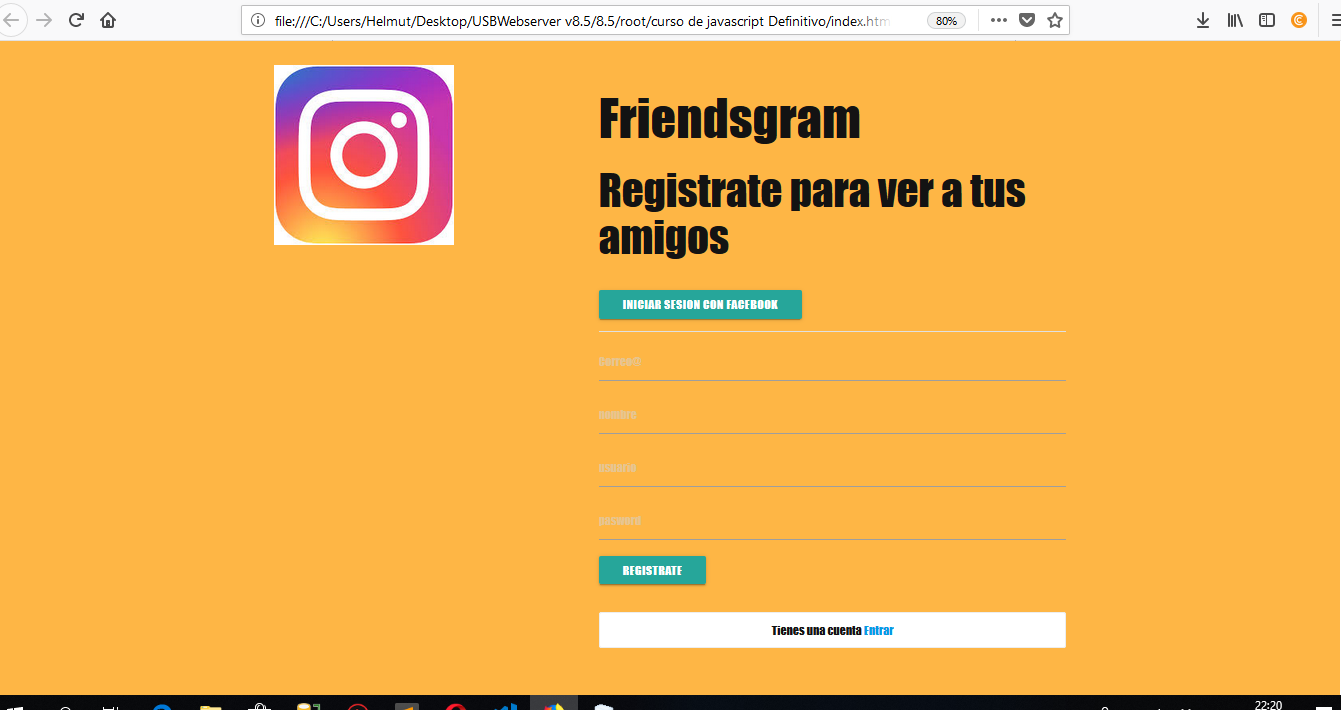 file:///C:/Users/Helmut/Desktop/USBWebserver v8.5/8.5/root/curso de javascript Definitivo/index.htm
80%
Friendsgram
Registrate para ver a tus
amigos
INICIAR SESION CON FACEBOOK
Correo@
nombre
usuario
pasword
REGISTRATE
Tienes una cuenta Entrar
22:20